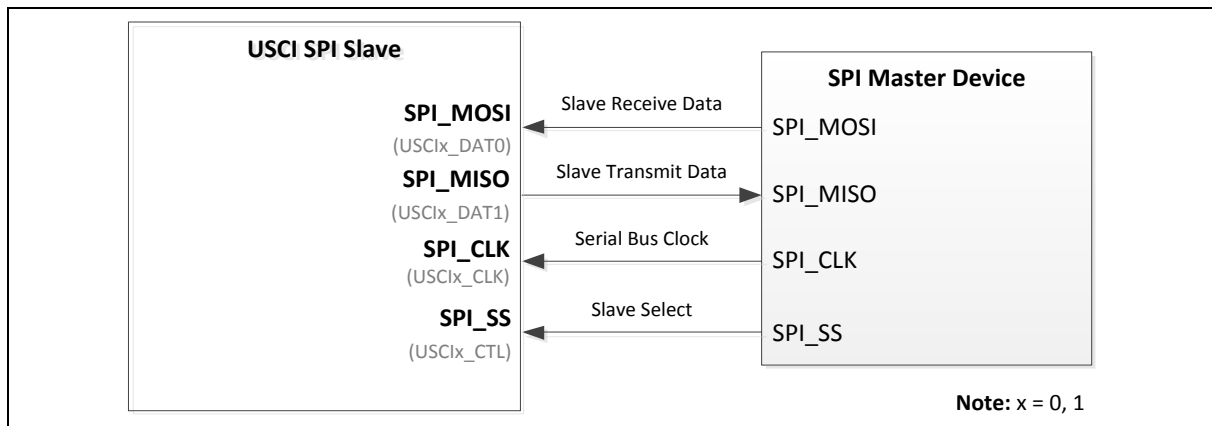 USCI SPI Slave
SPI Master Device
SPI_MOSI
(USCIx_DAT0)
Slave Receive Data
SPI_MOSI
SPI_MISO
(USCIx_DAT1)
Slave Transmit Data
SPI_MISO
SPI_CLK
(USCIx_CLK)
Serial Bus Clock
SPI_CLK
SPI_SS
(USCIx_CTL)
Slave Select
SPI_SS
Note: x = 0, 1